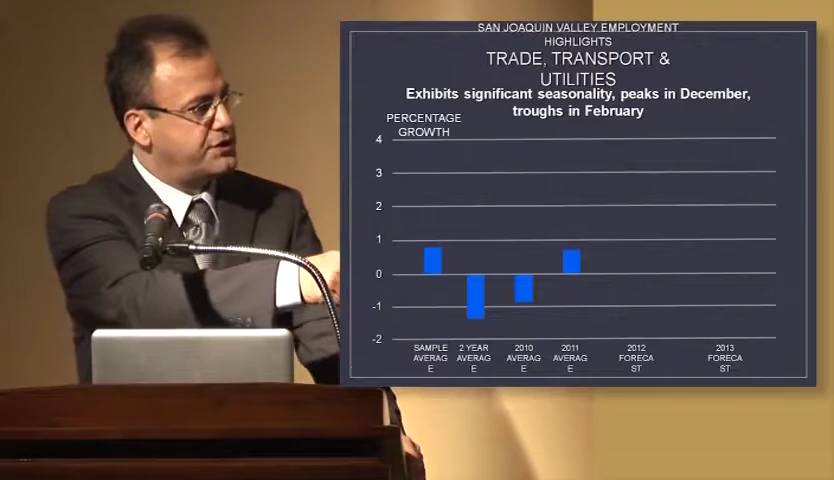 SAN JOAQUIN VALLEY EMPLOYMENT
HIGHLIGHTS
TRADE, TRANSPORT &
UTILITIES
Exhibits significant seasonality, peaks in December,
troughs in February
PERCENTAGE
GROWTH
4
3
2
1
0
-1
-2
SAMPLE
AVERAG
E
2 YEAR
AVERAG
E
2010
AVERAG
E
2011
AVERAG
E
2012
FORECA
ST
2013
FORECA
ST